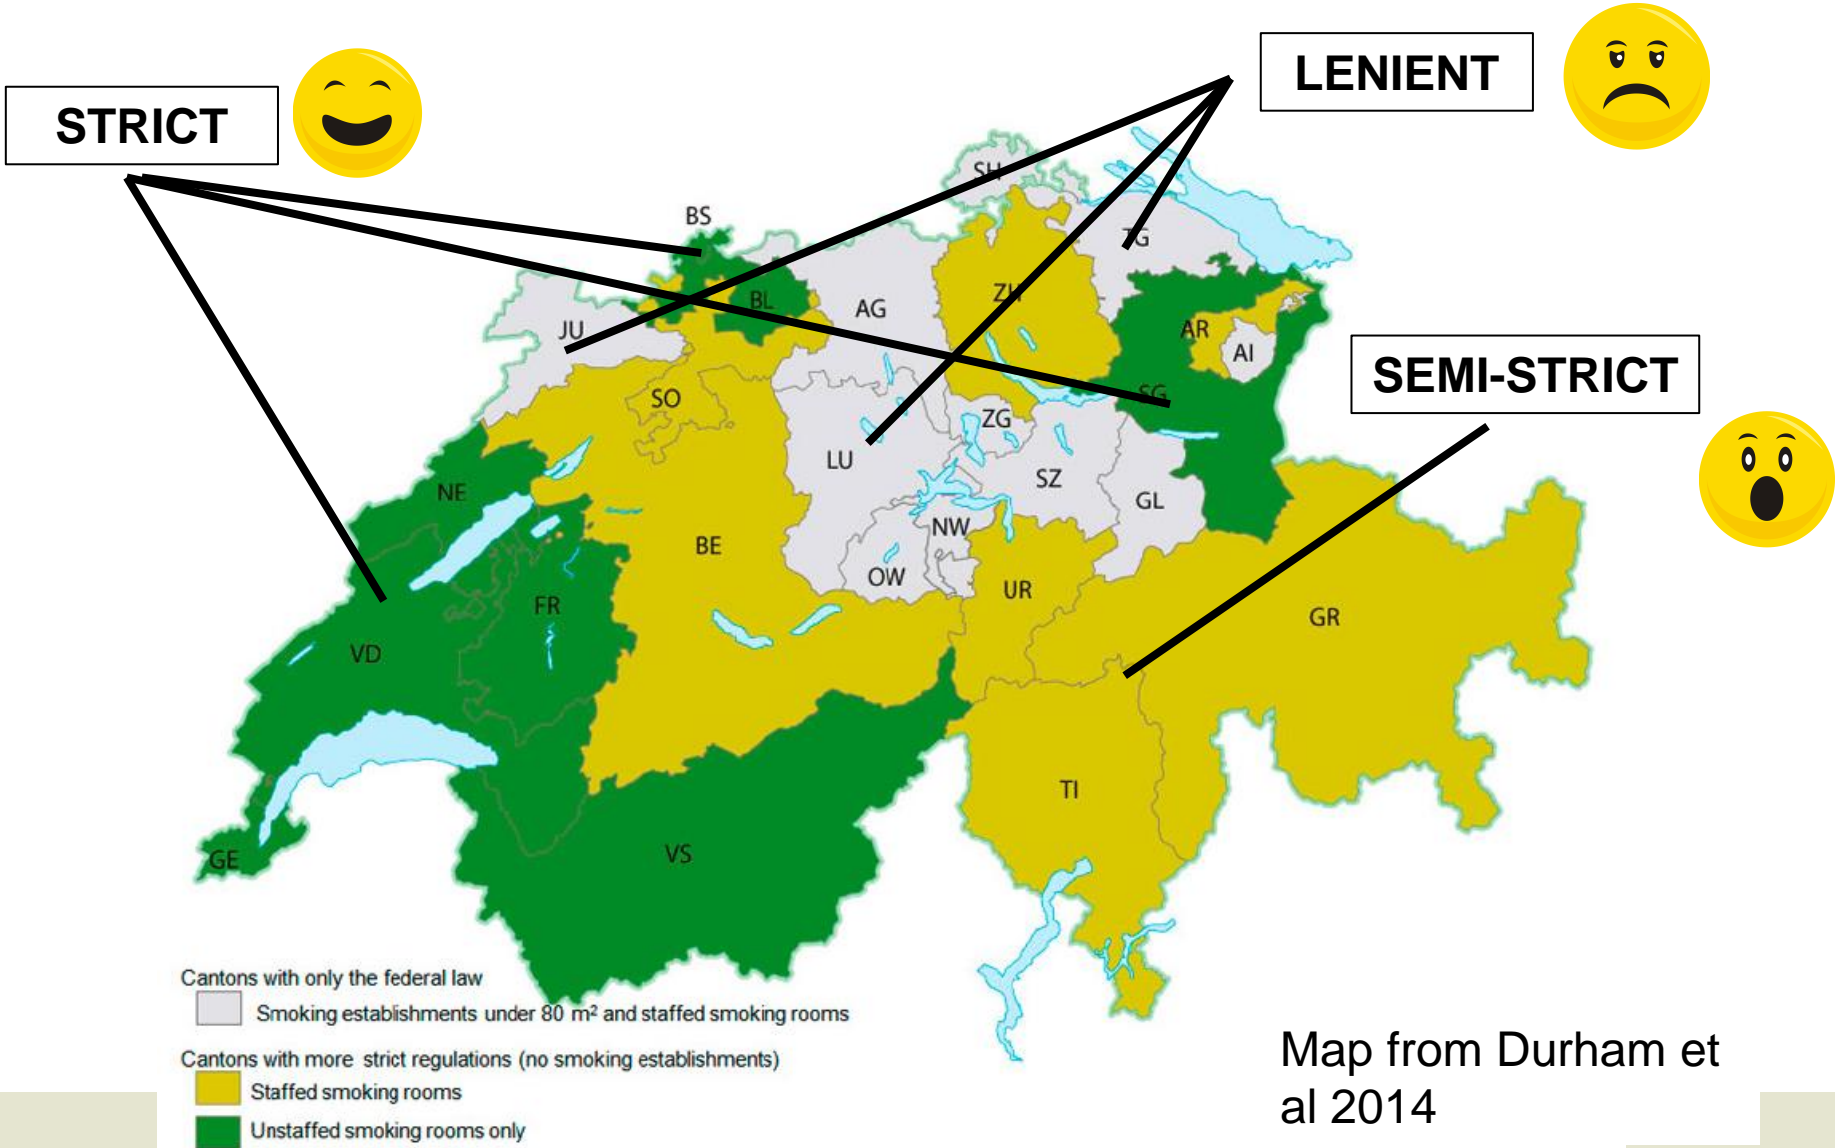 LENIENT
STRICT
SH
BS
TG
ZH
BL
AG
JU
AR
AI
SEMI-STRICT
SG
SO
ZG
LU
SZ
NE
GL
NW
BE
OW
UR
FR
GR
VD
TI
VS
GE
Cantons with only the federal law
Smoking establishments under 80 m² and staffed smoking rooms
Cantons with more strict regulations (no smoking establishments)
Staffed smoking rooms
Unstaffed smoking rooms only
Map from Durham et
al 2014